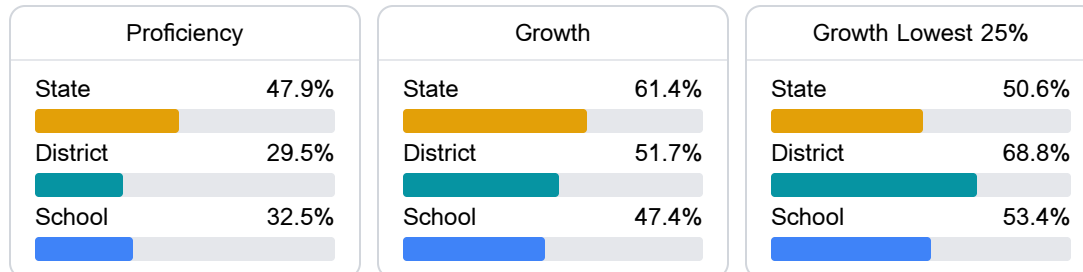 Proficiency
State 47.9%
District 29.5%
School 32.5%
Growth
State 61.4%
District 51.7%
School 47.4%
Growth Lowest 25%
State 50.6%
District 68.8%
School 53.4%